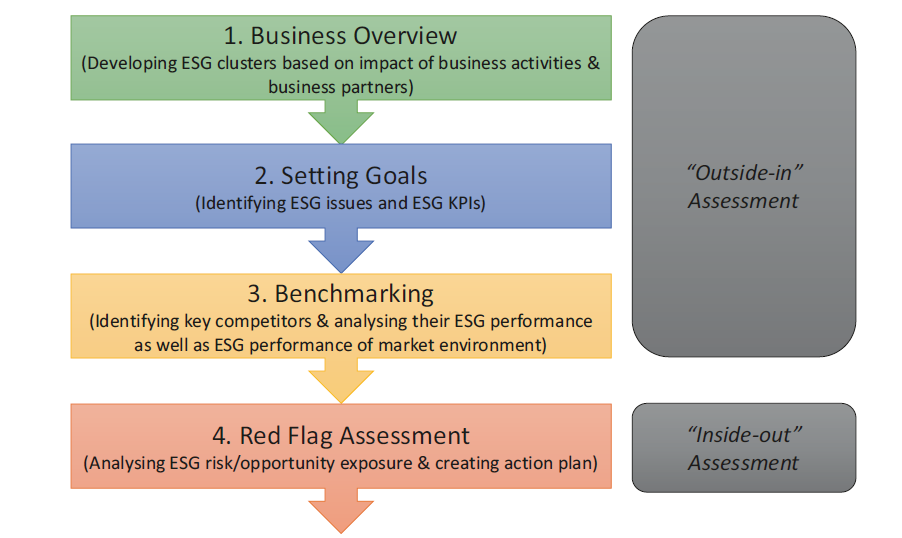 1. Business Overview
(Developing ESG clusters based on impact of business activities &
business partners)
2. Setting Goals
(Identifying ESG issues and ESG KPIs)
3. Benchmarking
(Identifying key competitors & analysing their ESG performance
as well as ESG performance of market environment)
4. Red Flag Assessment
(Analysing ESG risk/opportunity exposure & creating action plan)
“Outside-in”
Assessment
“Inside-out”
Assessment